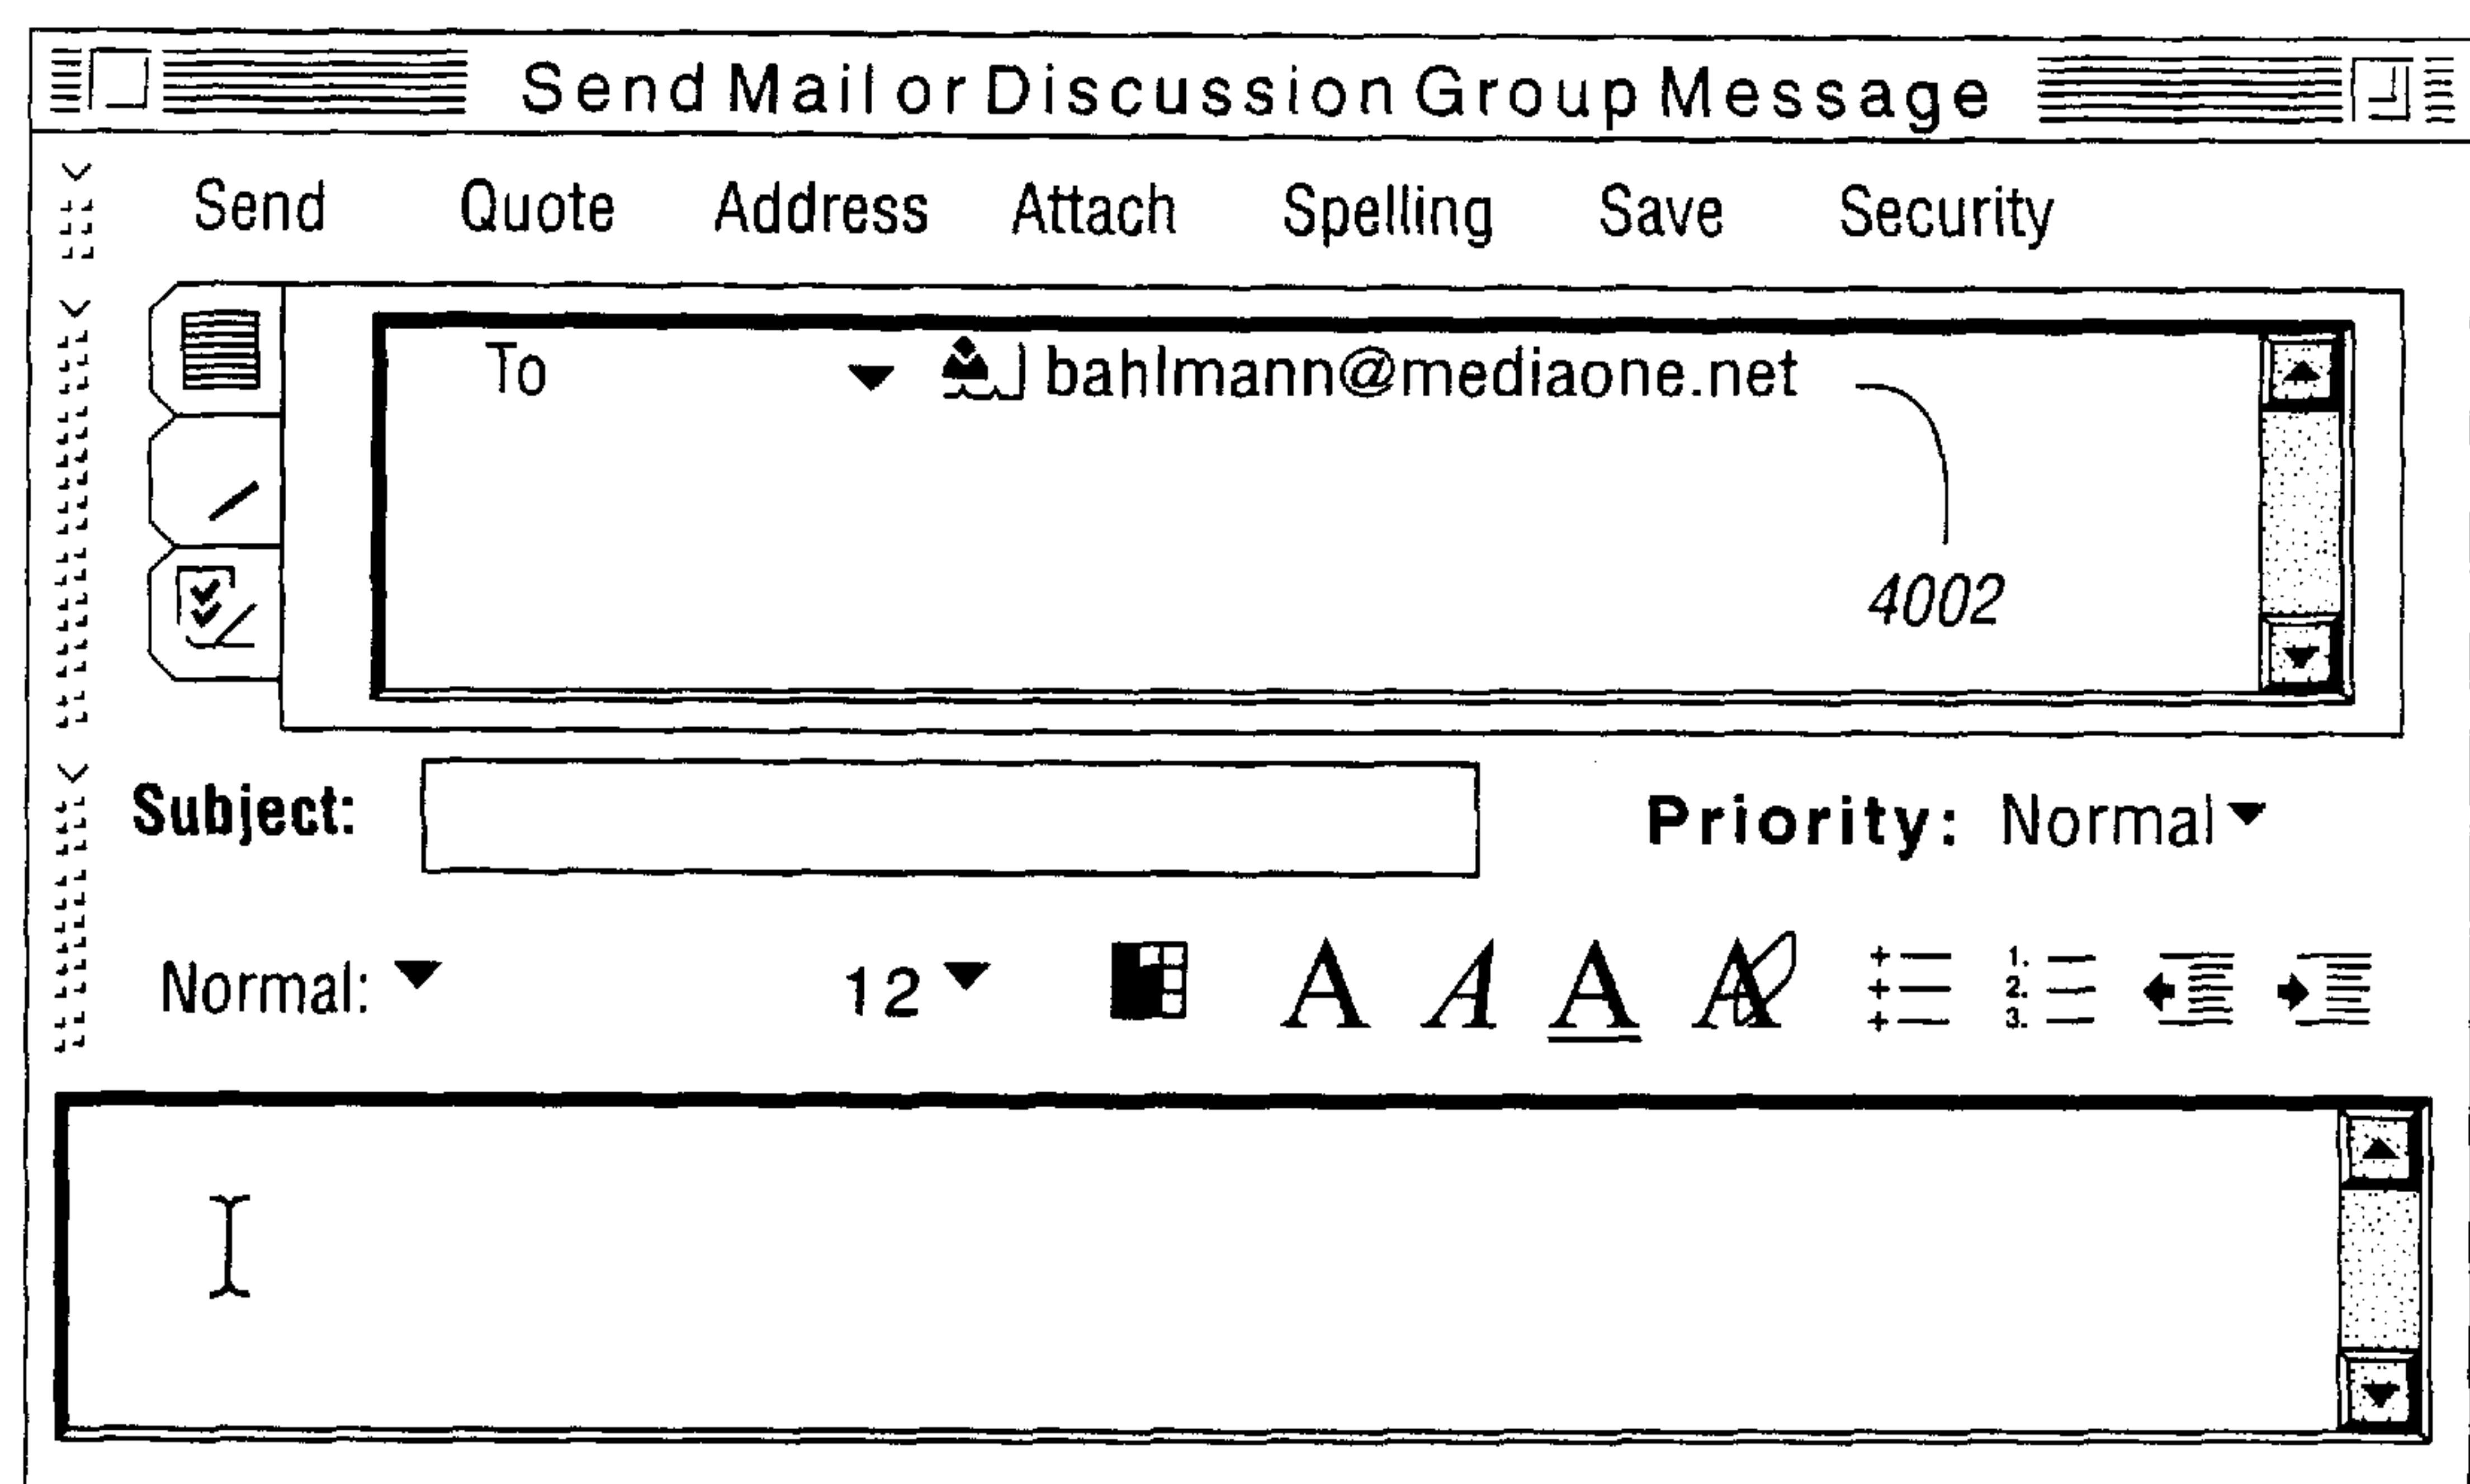 Send Mail or Discussion Group Message
Send Quote Address Attach Spelling Save Security
To bahlmann@mediaone.net
4002
Subject: Priority: Normal
Normal: 12 A A A A 1. 2. 3.